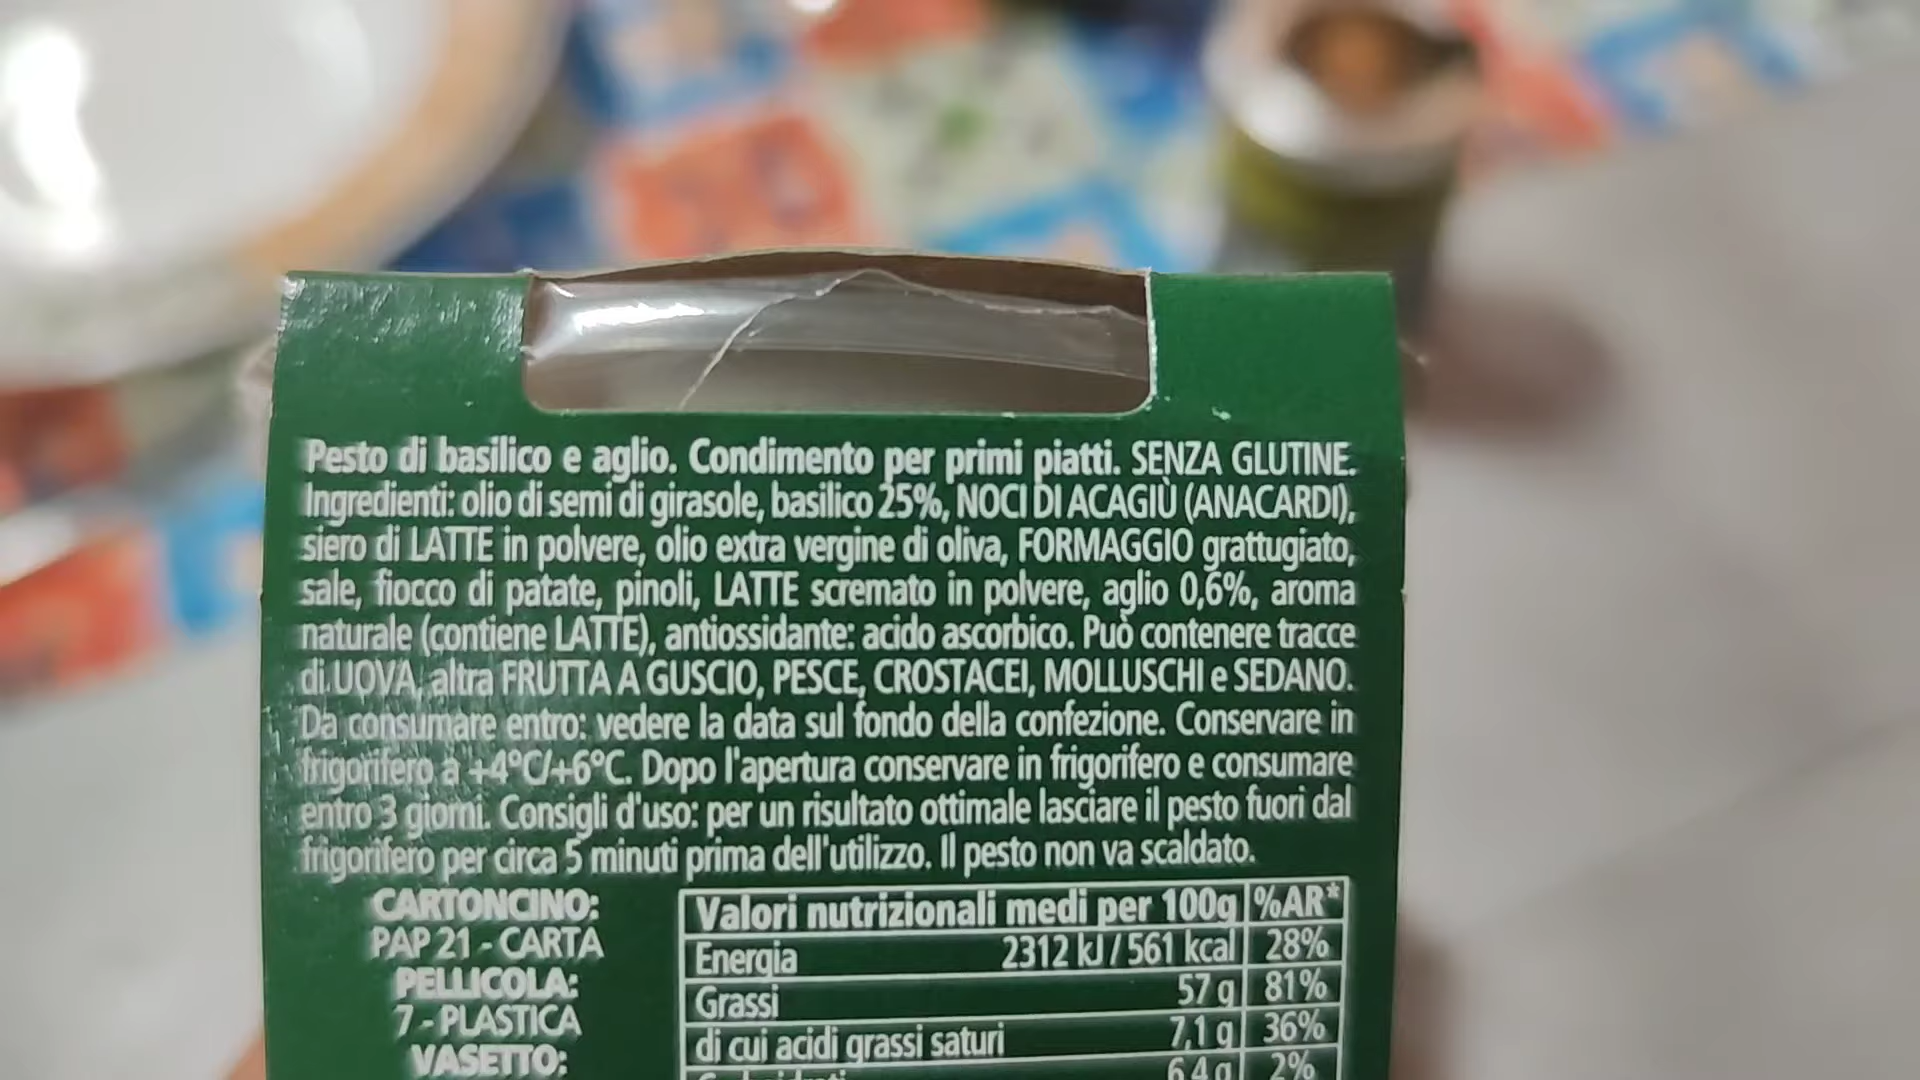 Pesto di basilico e aglio. Condimento per primi piatti. SENZA GLUTINE.
Ingredienti: olio di semi di girasole, basilico 25%, NOCI DI ACAGIÙ (ANACARDI),
siero di LATTE in polvere, olio extra vergine di oliva, FORMAGGIO grattugiato,
sale, fiocco di patate, pinoli, LATTE scremato in polvere, aglio 0,6%, aroma
naturale (contiene LATTE), antiossidante: acido ascorbico. Può contenere tracce
di UOVA, altra FRUTTA A GUSCIO, PESCE, CROSTACEI, MOLLUSCHI e SEDANO.
Da consumare entro: vedere la data sul fondo della confezione. Conservare in
frigorifero a +4°C/+6°C. Dopo l'apertura conservare in frigorifero e consumare
entro 3 giorni. Consigli d'uso: per un risultato ottimale lasciare il pesto fuori dal
frigorifero per circa 5 minuti prima dell'utilizzo. Il pesto non va scaldato.
CARTONCINO:
PAP 21 - CARTA
PELLICOLA:
7 - PLASTICA
VASETTO:
Valori nutrizionali medi per 100g %AR*
Energia 2312 kJ / 561 kcal 28%
Grassi 57 g 81%
di cui acidi grassi saturi 7,1 g 36%
6,4 g 2%